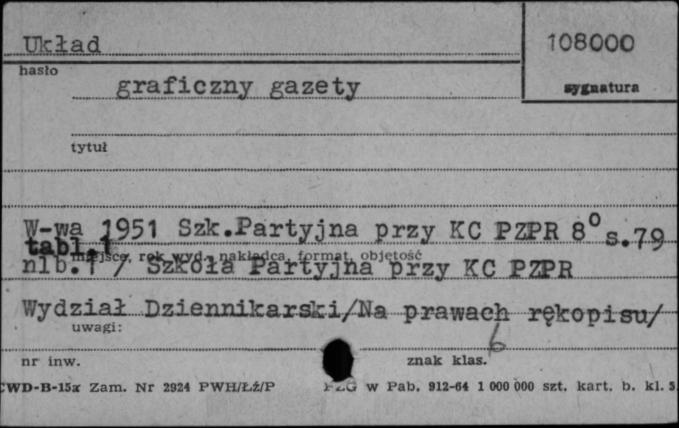 Układ
108000
hasło
graficzny gazety
sygnatura
tytuł
W-wa 1951 Szk.Partyjna przy KC PZPR 8° s.79
tabl.1
miejsce, rok wyd., nakładca, format, objętość
nlb.1 / Szkoła Partyjna przy KC PZPR
Wydział Dziennikarski/Na prawach rękopisu/
uwagi:
6
nr inw.
znak klas.
CWD-B-15x Zam. Nr 2924 PWH/Łź/P PZG w Pab. 912-64 1 000 000 szt. kart. b. kl. 5